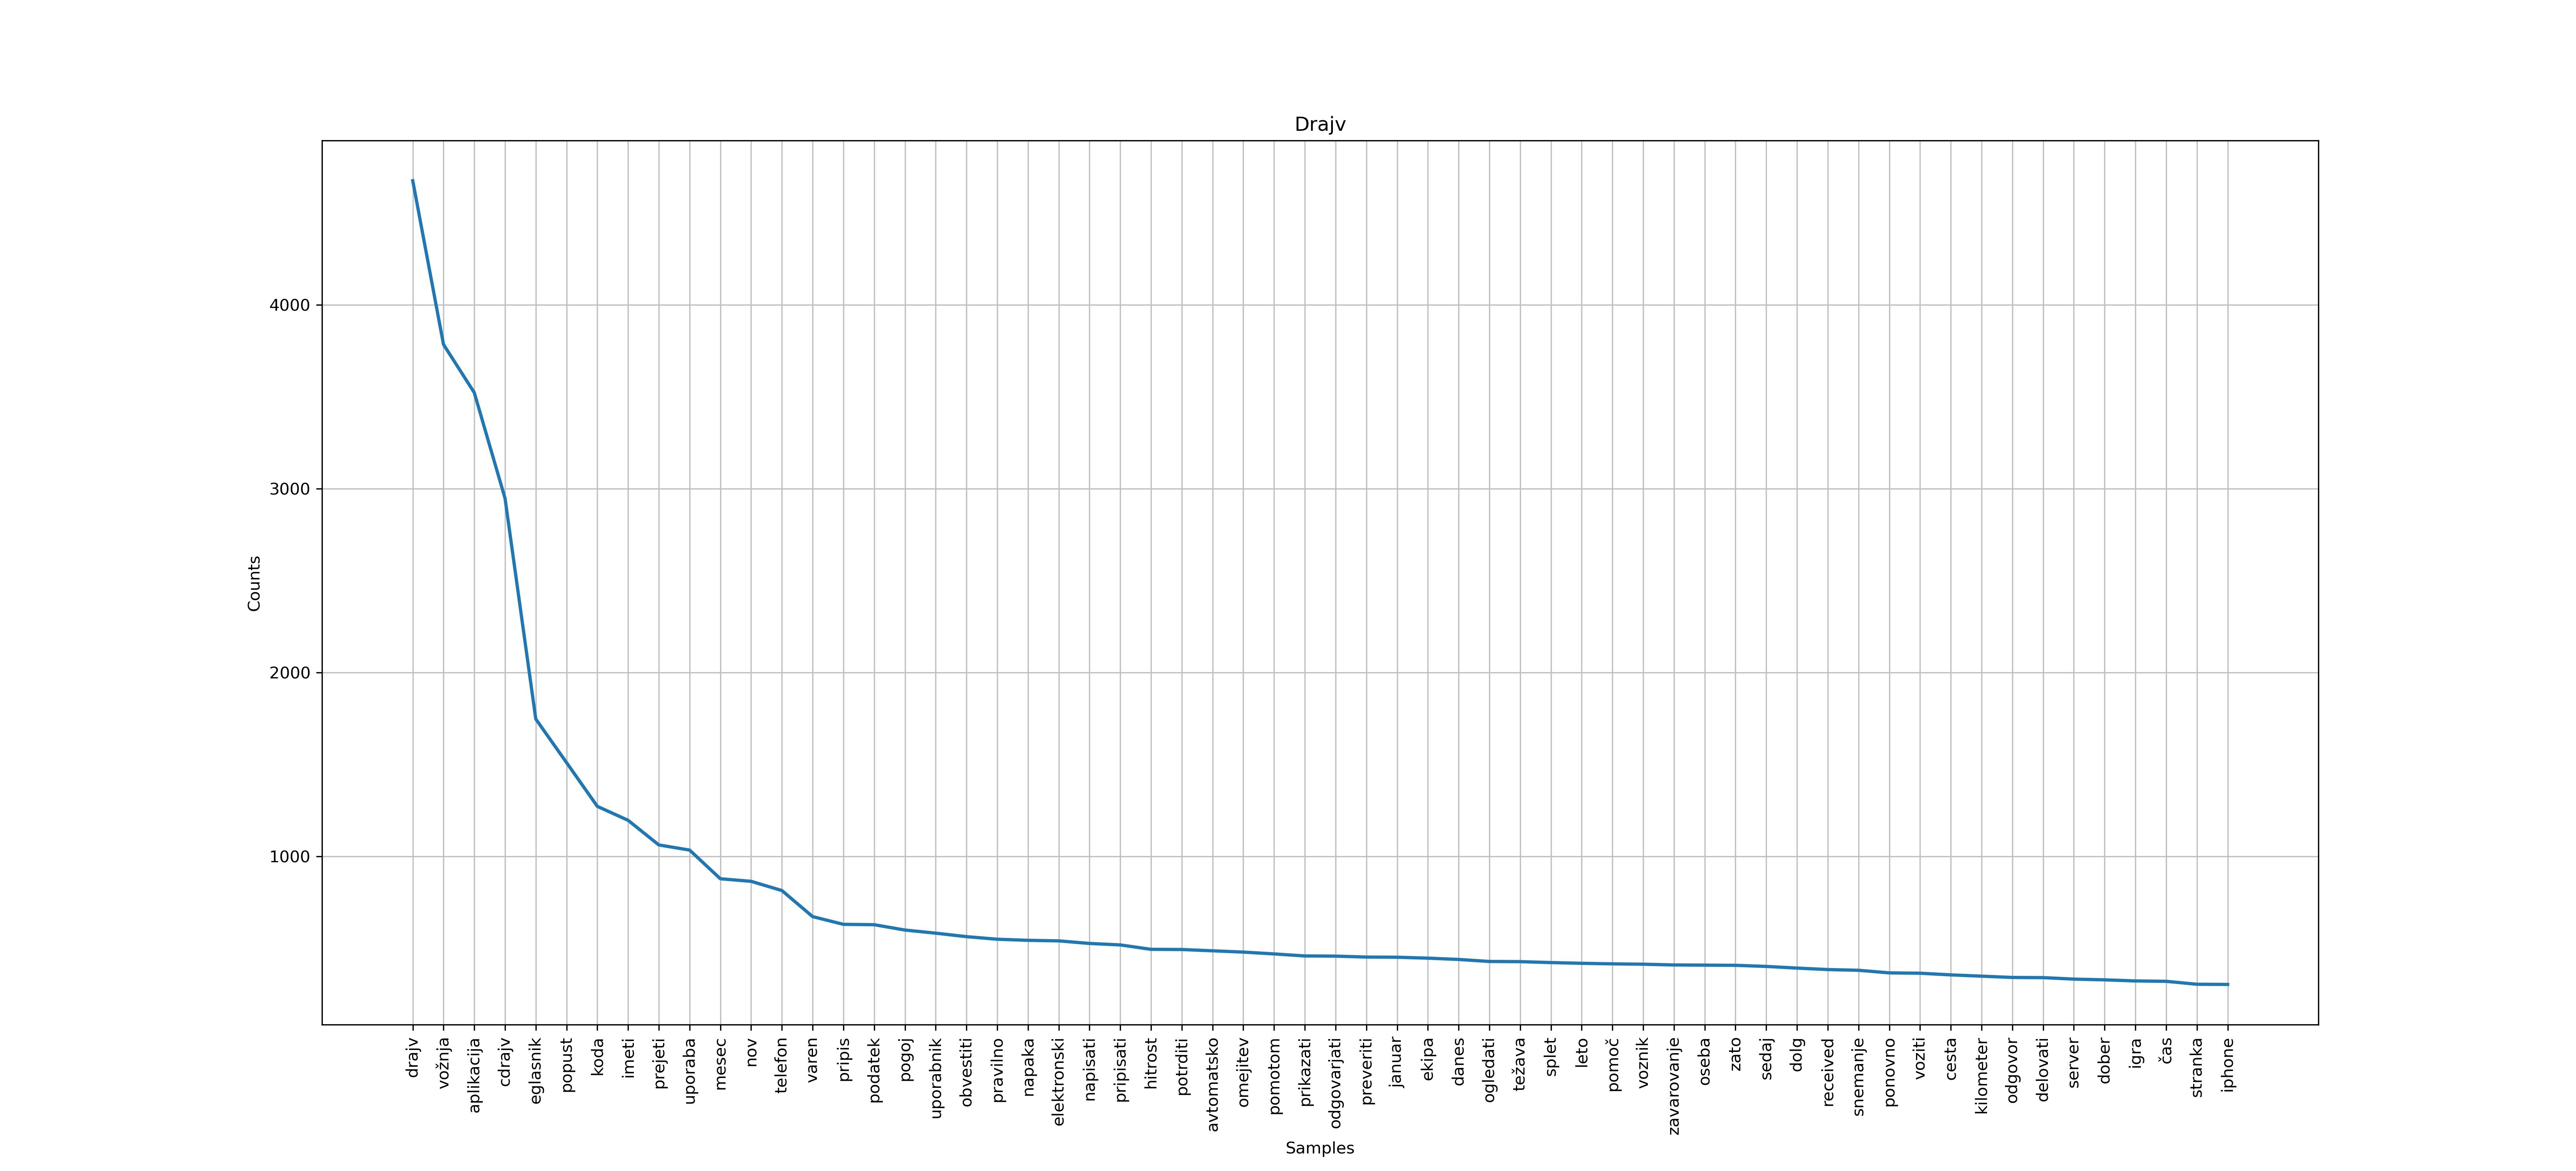 Drajv
4000
3000
2000
1000
Counts
drajv
vožnja
aplikacija
cdrajv
eglasnik
popust
koda
imeti
prejeti
uporaba
mesec
nov
telefon
varen
pripis
podatek
pogoj
uporabnik
obvestiti
pravilno
napaka
elektronski
napisati
pripisati
hitrost
potrditi
avtomatsko
omejitev
pomotom
prikazati
odgovarjati
preveriti
januar
ekipa
danes
ogledati
težava
splet
leto
pomoč
voznik
zavarovanje
oseba
zato
sedaj
dolg
received
snemanje
ponovno
voziti
cesta
kilometer
odgovor
delovati
server
dober
igra
čas
stranka
iphone
Samples